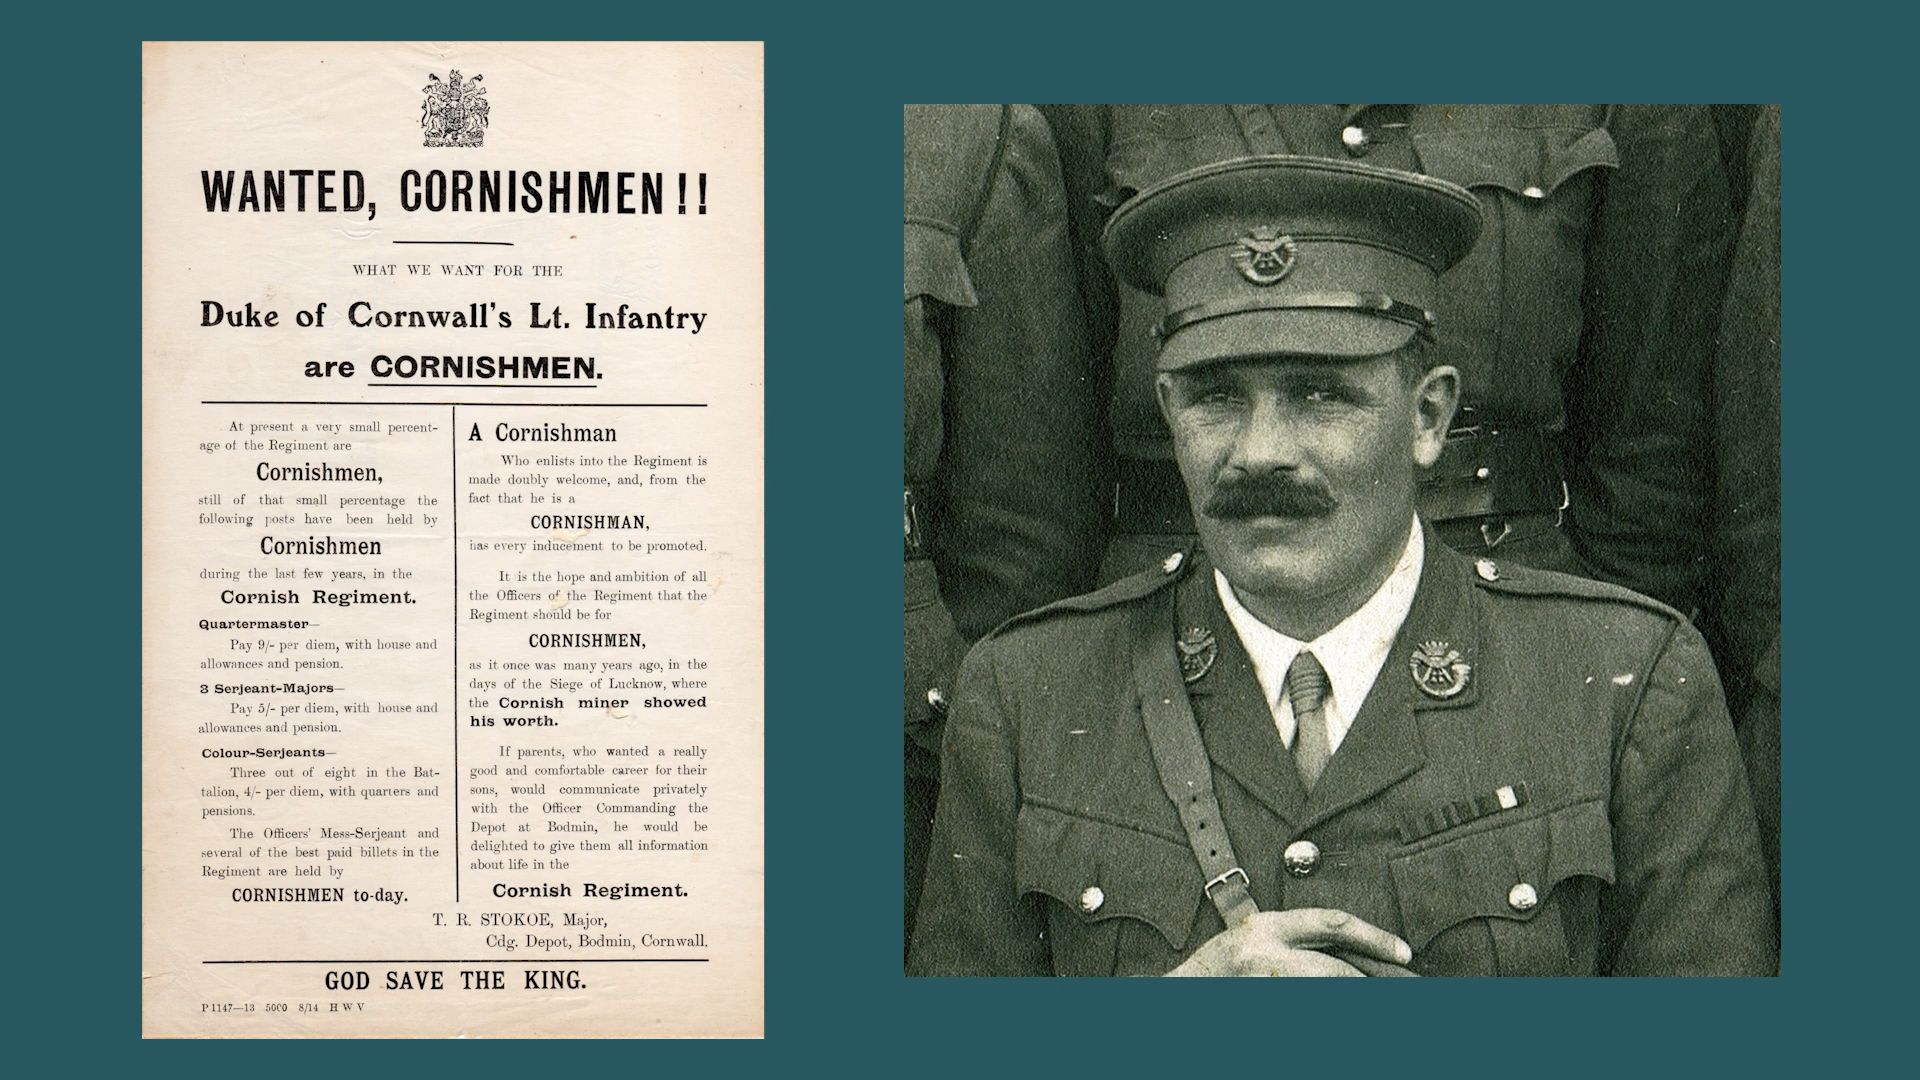 WANTED, CORNISHMEN!!
WHAT WE WANT FOR THE
Duke of Cornwall's Lt. Infantry
are CORNISHMEN.
At present a very small percent-
age of the Regiment are
Cornishmen,
still of that small percentage the
following posts have been held by
Cornishmen
during the last few years, in the
Cornish Regiment.
Quartermaster—
Pay 9/- per diem, with house and
allowances and pension.
3 Serjeant-Majors—
Pay 5/- per diem, with house and
allowances and pension.
Colour-Serjeants—
Three out of eight in the Bat-
talion, 4/- per diem, with quarters and
pensions.
The Officers' Mess-Serjeant and
several of the best paid billets in the
Regiment are held by
CORNISHMEN to-day.
A Cornishman
Who enlists into the Regiment is
made doubly welcome, and, from the
fact that he is a
CORNISHMAN,
has every inducement to be promoted.
It is the hope and ambition of all
the Officers of the Regiment that the
Regiment should be for
CORNISHMEN,
as it once was many years ago, in the
days of the Siege of Lucknow, where
the Cornish miner showed
his worth.
If parents, who wanted a really
good and comfortable career for their
sons, would communicate privately
with the Officer Commanding the
Depot at Bodmin, he would be
delighted to give them all information
about life in the
Cornish Regiment.
T. R. STOKOE, Major,
Cdg. Depot, Bodmin, Cornwall.
GOD SAVE THE KING.
P 1147—13 5000 8/14 H W V